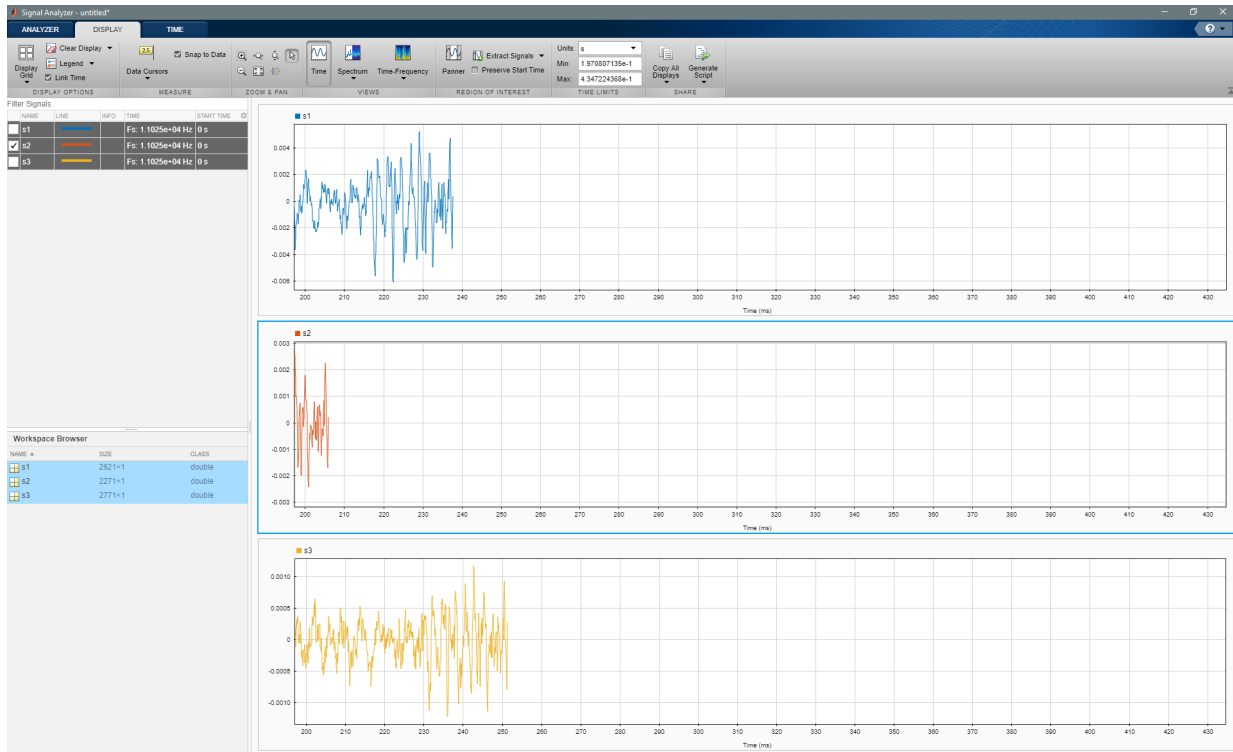 Signal Analyzer - untitled*
ANALYZER DISPLAY TIME
Clear Display
Legend
Link Time
Display Grid
2.5
Data Cursors
Snap to Data
Time
Spectrum
Time-Frequency
Panner
Extract Signals
Preserve Start Time
Units: s
Min: 1.970807135e-1
Max: 4.347224368e-1
Copy All Displays
Generate Script
DISPLAY OPTIONS MEASURE ZOOM & PAN VIEWS REGION OF INTEREST TIME LIMITS SHARE
Filter Signals
NAME LINE INFO TIME START TIME
s1 Fs: 1.1025e+04 Hz 0 s
s2 Fs: 1.1025e+04 Hz 0 s
s3 Fs: 1.1025e+04 Hz 0 s
Workspace Browser
NAME SIZE CLASS
s1 2621×1 double
s2 2271×1 double
s3 2771×1 double
s1
0.004
0.002
0
-0.002
-0.004
-0.006
200 210 220 230 240 250 260 270 280 290 300 310 320 330 340 350 360 370 380 390 400 410 420 430
Time (ms)
s2
0.003
0.002
0.001
0
-0.001
-0.002
-0.003
200 210 220 230 240 250 260 270 280 290 300 310 320 330 340 350 360 370 380 390 400 410 420 430
Time (ms)
s3
0.0010
0.0005
0
-0.0005
-0.0010
200 210 220 230 240 250 260 270 280 290 300 310 320 330 340 350 360 370 380 390 400 410 420 430
Time (ms)